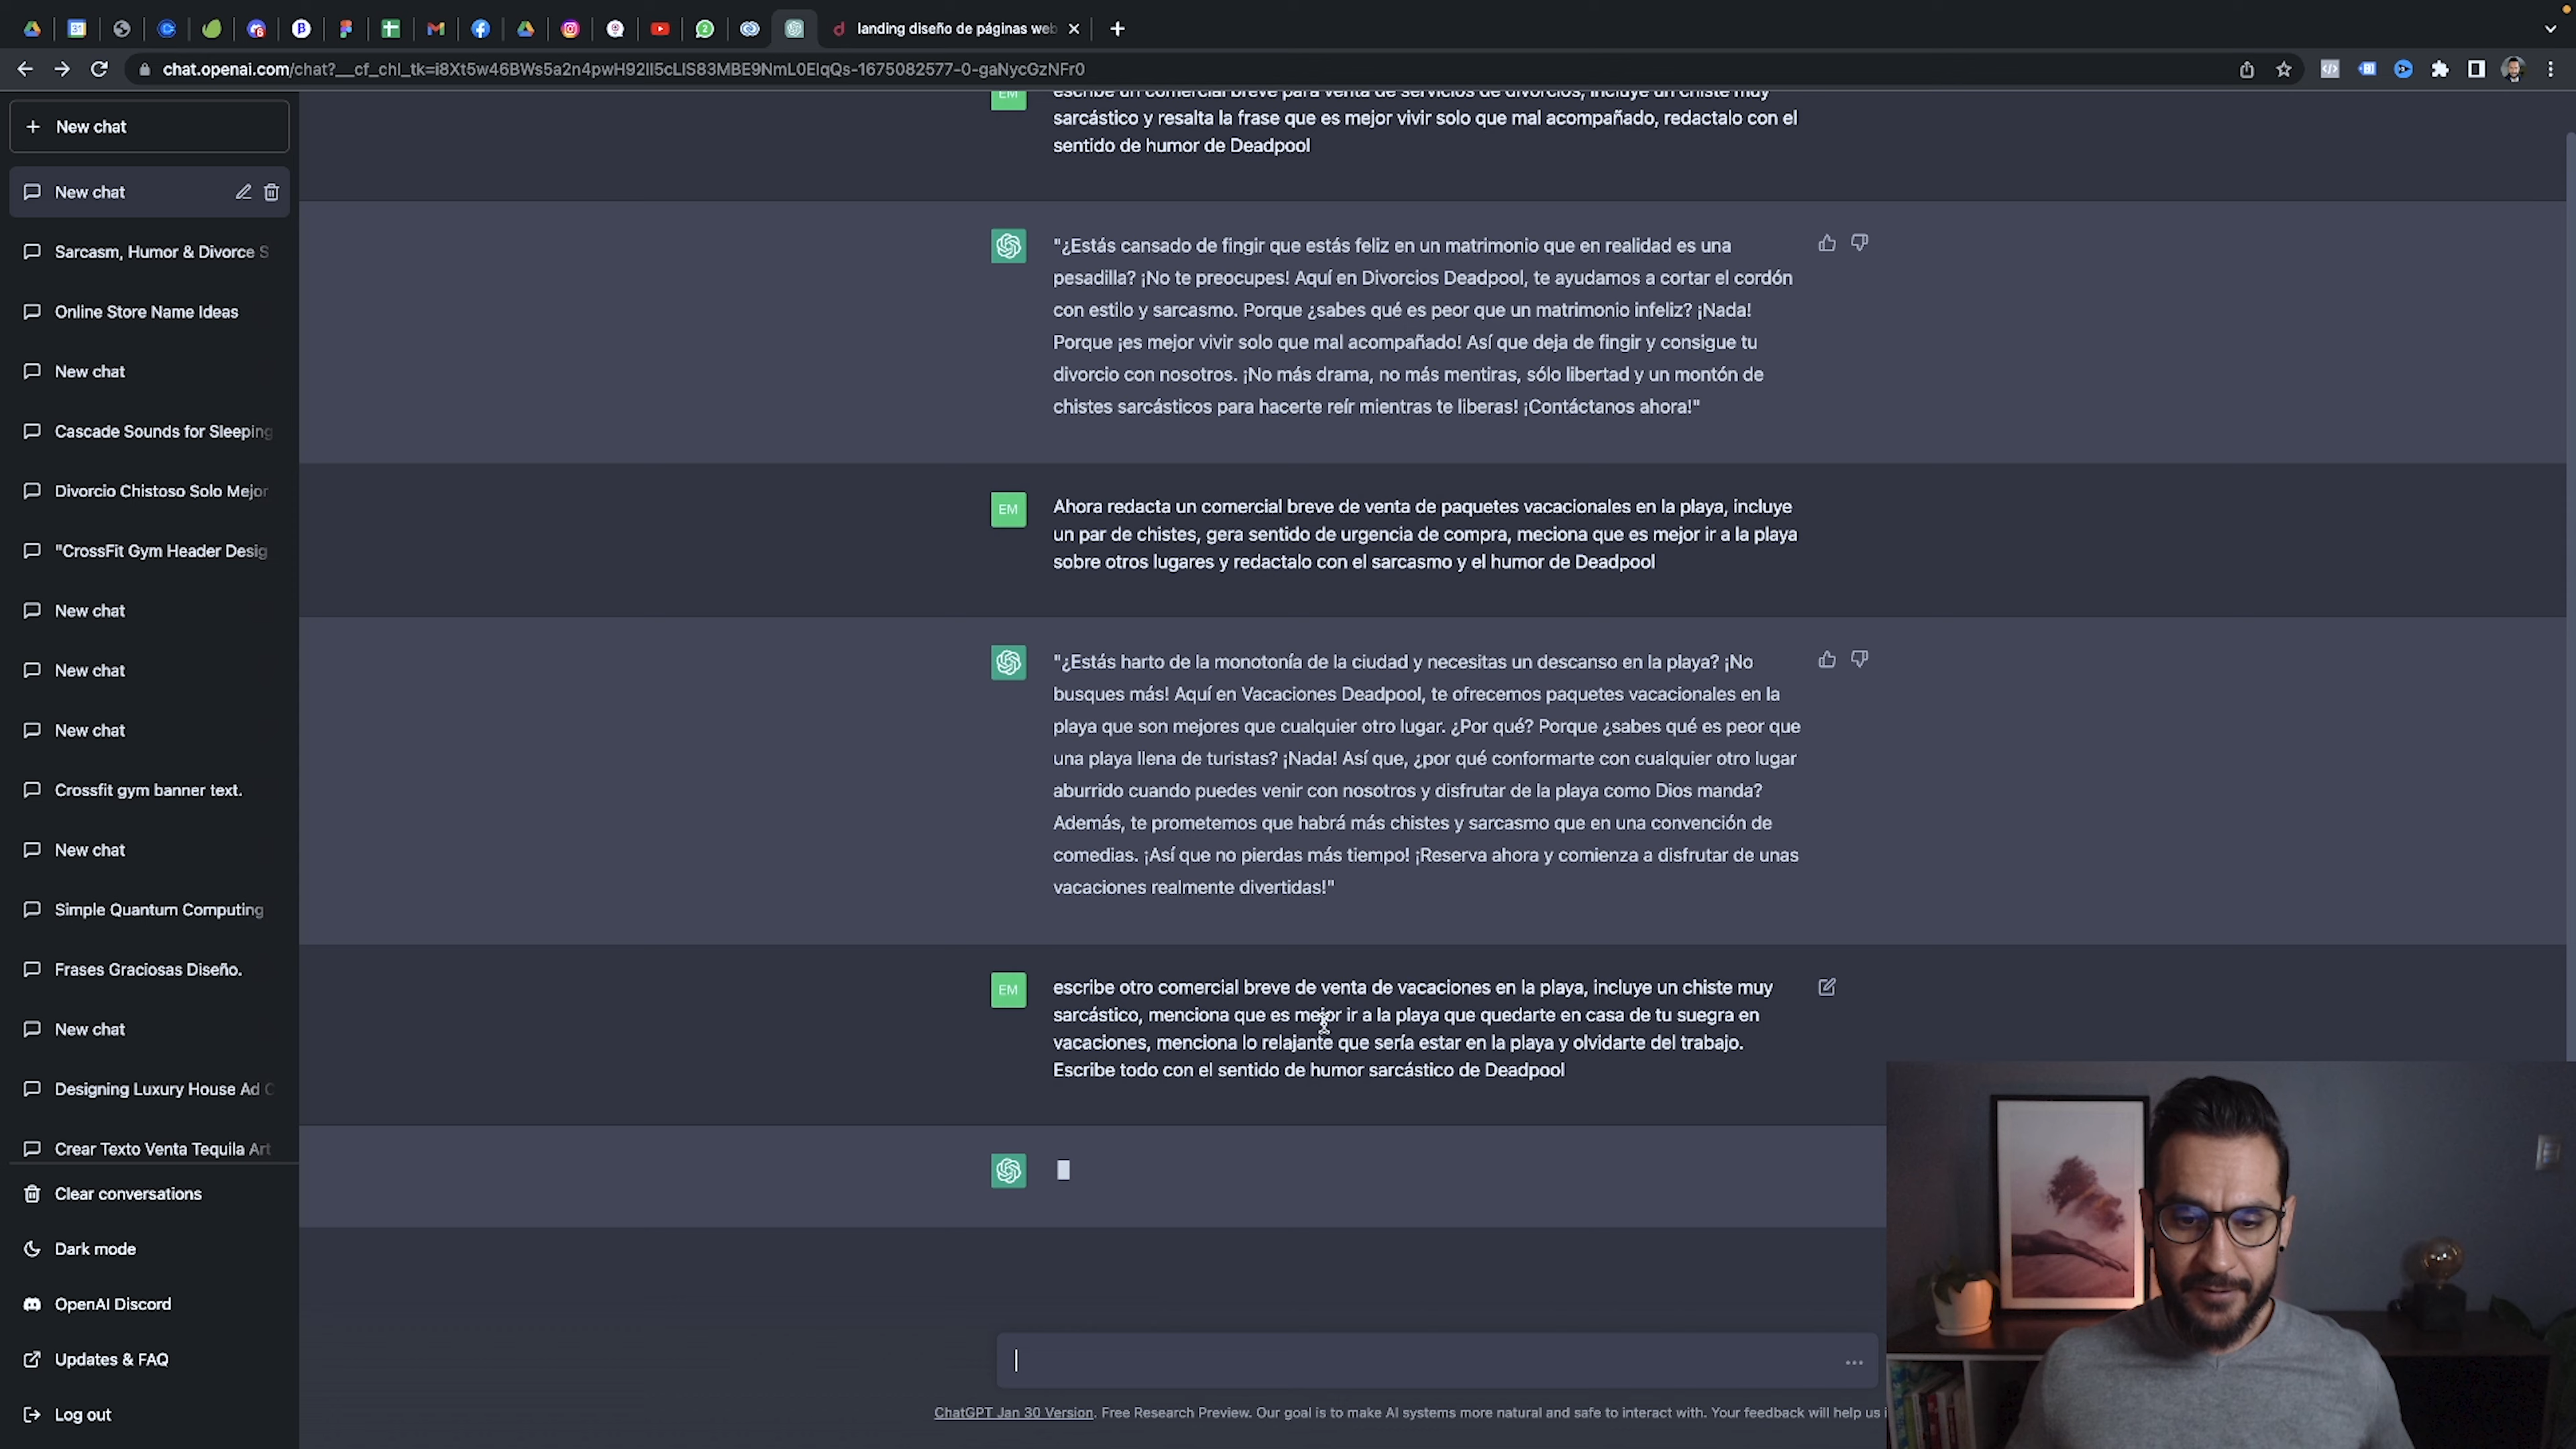 landing diseño de páginas web
chat.openai.com/chat?__cf_chl_tk=i8Xt5w46BWs5a2n4pwH92lI5cLIS83MBE9NmL0ElqQs-1675082577-0-gaNycGzNFr0
New chat
New chat
Sarcasm, Humor & Divorce S
Online Store Name Ideas
New chat
Cascade Sounds for Sleeping
Divorcio Chistoso Solo Mejor
"CrossFit Gym Header Desig
New chat
New chat
New chat
Crossfit gym banner text.
New chat
Simple Quantum Computing
Frases Graciosas Diseño.
New chat
Designing Luxury House Ad C
Crear Texto Venta Tequila Art
Clear conversations
Dark mode
OpenAI Discord
Updates & FAQ
Log out
EM
escribe un comercial breve para venta de servicios de divorcios, incluye un chiste muy
sarcástico y resalta la frase que es mejor vivir solo que mal acompañado, redactalo con el
sentido de humor de Deadpool
"¿Estás cansado de fingir que estás feliz en un matrimonio que en realidad es una
pesadilla? ¡No te preocupes! Aquí en Divorcios Deadpool, te ayudamos a cortar el cordón
con estilo y sarcasmo. Porque ¿sabes qué es peor que un matrimonio infeliz? ¡Nada!
Porque ¡es mejor vivir solo que mal acompañado! Así que deja de fingir y consigue tu
divorcio con nosotros. ¡No más drama, no más mentiras, sólo libertad y un montón de
chistes sarcásticos para hacerte reír mientras te liberas! ¡Contáctanos ahora!"
EM
Ahora redacta un comercial breve de venta de paquetes vacacionales en la playa, incluye
un par de chistes, gera sentido de urgencia de compra, meciona que es mejor ir a la playa
sobre otros lugares y redactalo con el sarcasmo y el humor de Deadpool
"¿Estás harto de la monotonía de la ciudad y necesitas un descanso en la playa? ¡No
busques más! Aquí en Vacaciones Deadpool, te ofrecemos paquetes vacacionales en la
playa que son mejores que cualquier otro lugar. ¿Por qué? Porque ¿sabes qué es peor que
una playa llena de turistas? ¡Nada! Así que, ¿por qué conformarte con cualquier otro lugar
aburrido cuando puedes venir con nosotros y disfrutar de la playa como Dios manda?
Además, te prometemos que habrá más chistes y sarcasmo que en una convención de
comedias. ¡Así que no pierdas más tiempo! ¡Reserva ahora y comienza a disfrutar de unas
vacaciones realmente divertidas!"
EM
escribe otro comercial breve de venta de vacaciones en la playa, incluye un chiste muy
sarcástico, menciona que es mejor ir a la playa que quedarte en casa de tu suegra en
vacaciones, menciona lo relajante que sería estar en la playa y olvidarte del trabajo.
Escribe todo con el sentido de humor sarcástico de Deadpool
ChatGPT Jan 30 Version. Free Research Preview. Our goal is to make AI systems more natural and safe to interact with. Your feedback will help us i